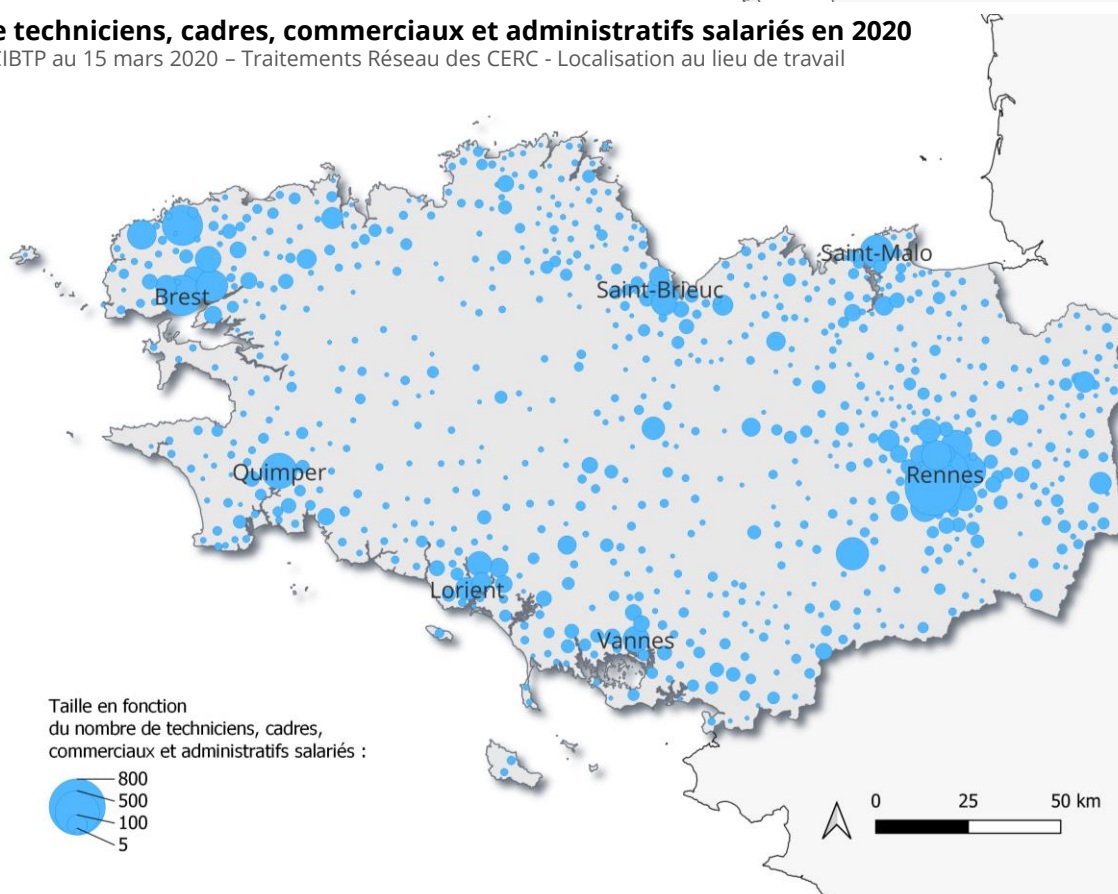 e techniciens, cadres, commerciaux et administratifs salariés en 2020
CIBTP au 15 mars 2020 – Traitements Réseau des CERC - Localisation au lieu de travail
Saint-Malo
Saint-Brieuc
Brest
Quimper
Rennes
Lorient
Vannes
Taille en fonction
du nombre de techniciens, cadres,
commerciaux et administratifs salariés :
800
500
100
5
0 25 50 km